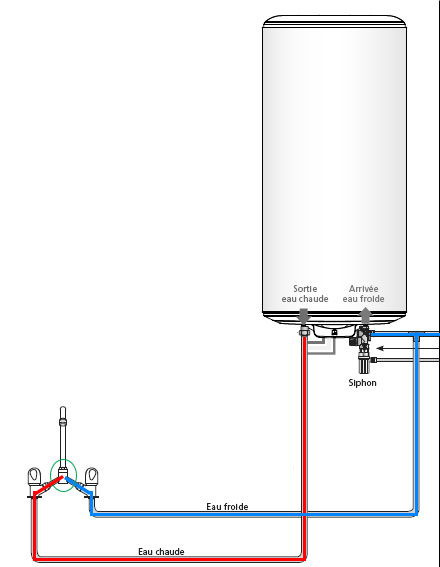 Sortie
eau chaude
Arrivée
eau froide
Siphon
Eau froide
Eau chaude